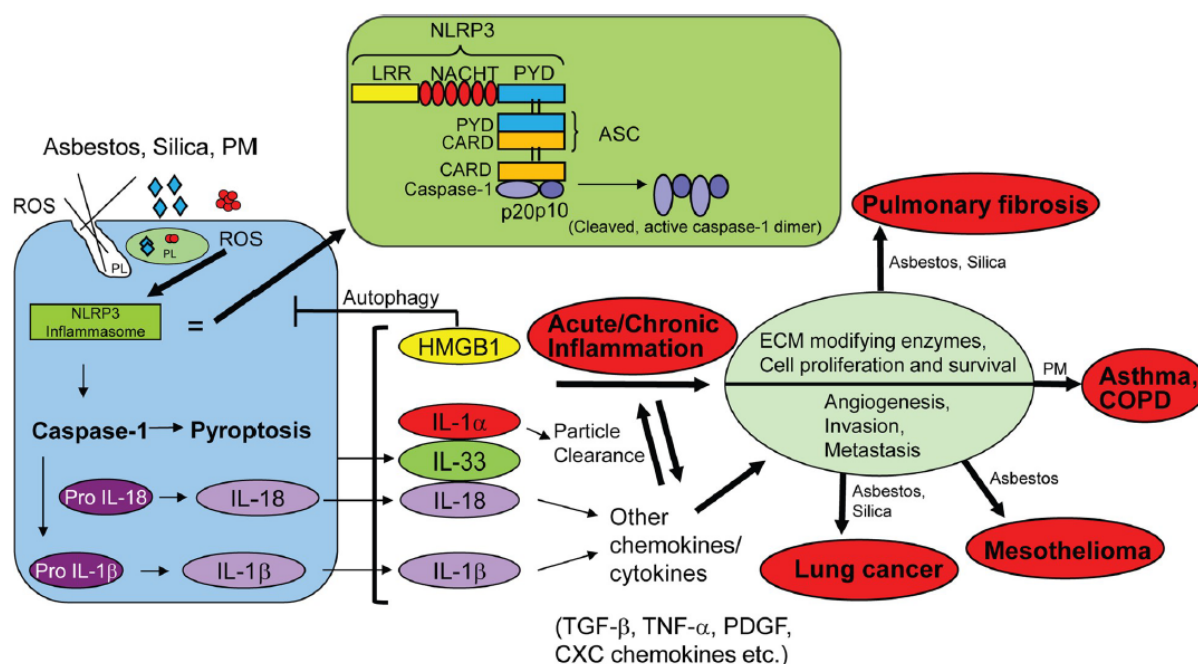 NLRP3
LRR NACHT PYD
PYD
CARD
ASC
CARD
Caspase-1
p20p10
(Cleaved, active caspase-1 dimer)
Asbestos, Silica, PM
ROS
PL
PL
ROS
NLRP3
Inflammasome
=
Caspase-1
Pyroptosis
Pro IL-18
IL-18
Pro IL-1β
IL-1β
Autophagy
HMGB1
IL-1α
IL-33
IL-18
IL-1β
Particle
Clearance
Acute/Chronic
Inflammation
Other
chemokines/
cytokines
(TGF-β, TNF-α, PDGF,
CXC chemokines etc.)
ECM modifying enzymes,
Cell proliferation and survival
Angiogenesis,
Invasion,
Metastasis
Asbestos, Silica
Pulmonary fibrosis
PM
Asthma,
COPD
Asbestos
Mesothelioma
Asbestos,
Silica
Lung cancer